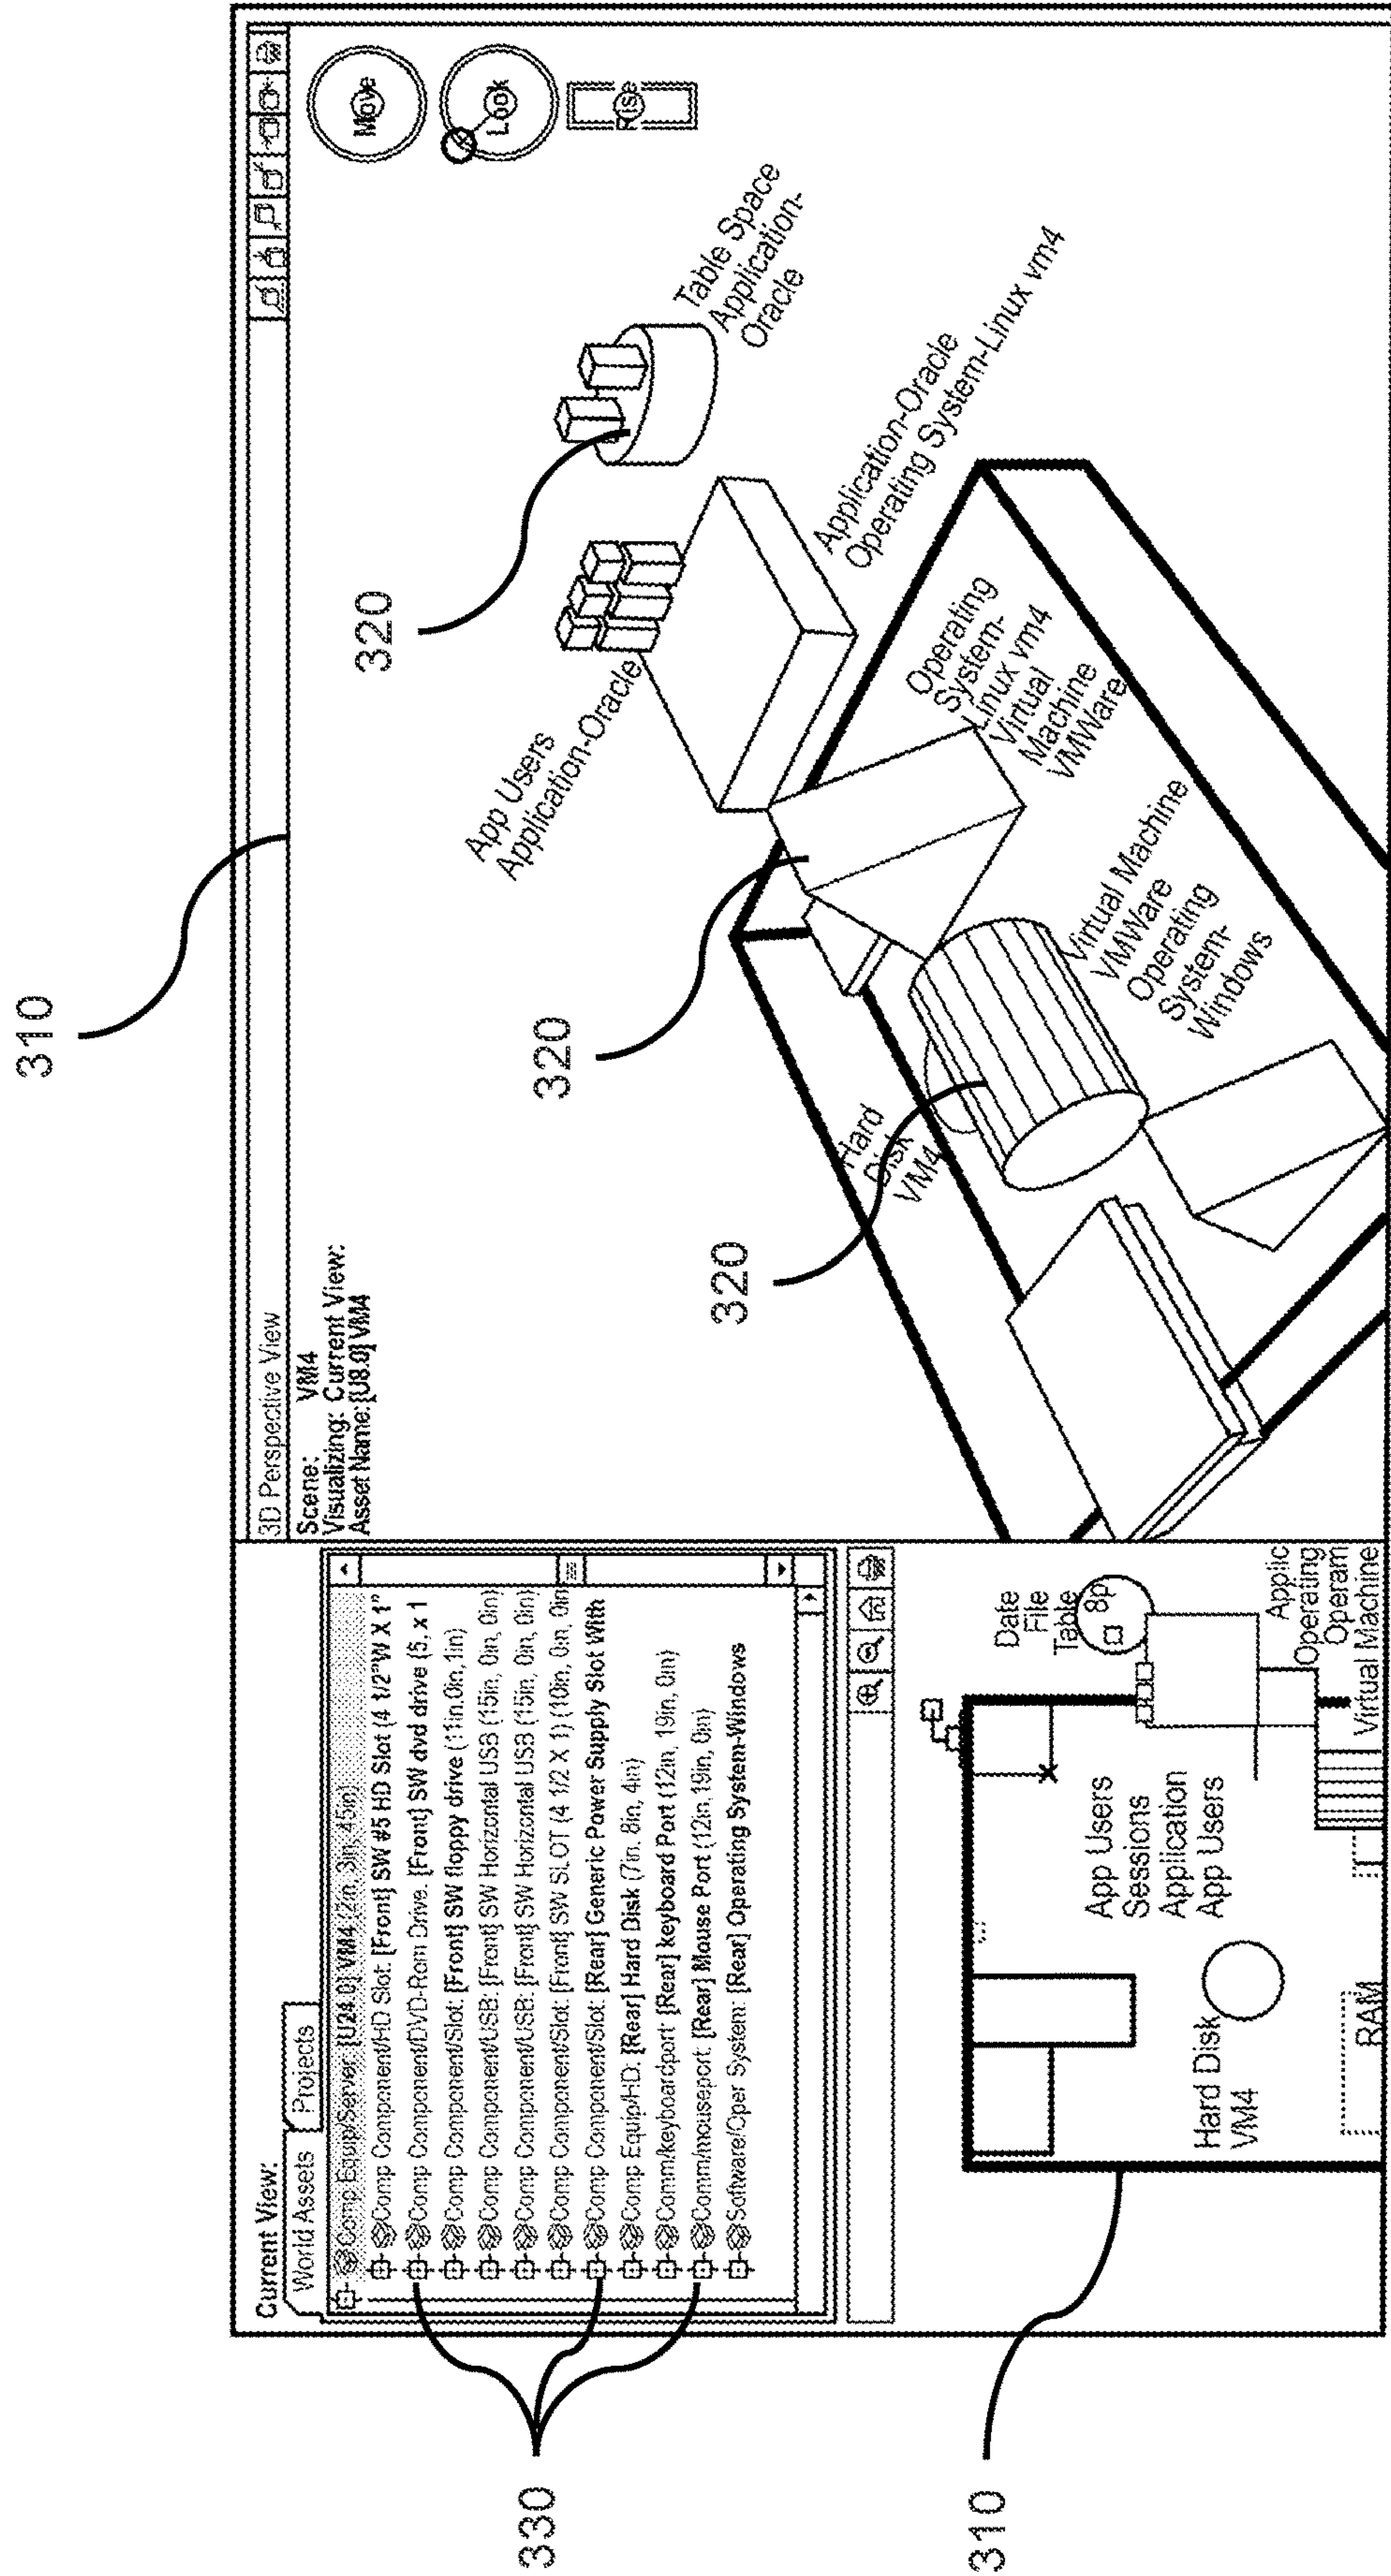 310
Current View:
World Assets
Projects
Comp Equip/Server: [U24.0] VM4 (2in, 3in, 45in)
Comp Component/HD Slot: [Front] SW #5 HD Slot (4 1/2"W X 1"
Comp Component/DVD-Rom Drive: [Front] SW dvd drive (5, x 1
Comp Component/Slot: [Front] SW floppy drive (11in,0in,1in)
Comp Component/USB: [Front] SW Horizontal USB (15in, 0in, 0in)
Comp Component/USB: [Front] SW Horizontal USB (15in, 0in, 0in)
Comp Component/Slot: [Front] SW SLOT (4 1/2 X 1) (10in, 0in, 0in
Comp Component/Slot: [Rear] Generic Power Supply Slot With
Comp Equip/HD: [Rear] Hard Disk (7in, 8in, 4in)
Comm/keyboardport: [Rear] keyboard Port (12in, 19in, 0in)
Comm/mouseport: [Rear] Mouse Port (12in,19in, 0in)
Software/Oper System: [Rear] Operating System-Windows
330
Date
File
Table
8p
App Users
Sessions
Application
App Users
Applic
Operating
Operam
Virtual Machine
Hard Disk
VM4
RAM
310
3D Perspective View
Scene: VM4
Visualizing: Current View:
Asset Name:[U8.0] VM4
Move
Look
Rise
320
Table Space
Application-
Oracle
App Users
Application-Oracle
Application-Oracle
Operating System-Linux vm4
320
Operating
System-
Linux vm4
Virtual
Machine
VMWare
320
Hard
Disk
VM4
Virtual Machine
VMWare
Operating
System-
Windows